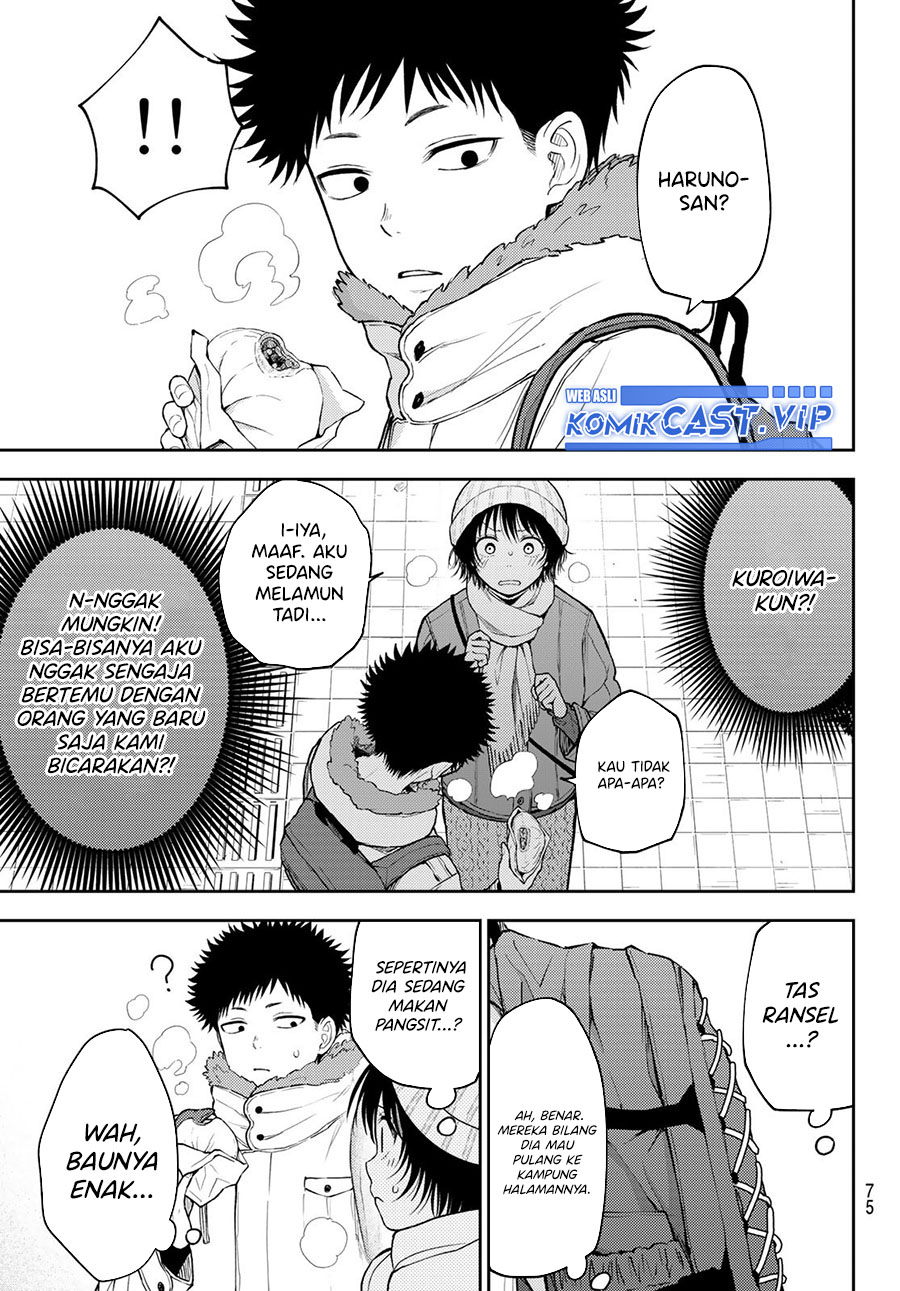 !!
HARUNO-
SAN?
WEB ASLI
KOMIKCAST.VIP
KUROIWA-
KUN?!
I-IYA,
MAAF. AKU
SEDANG
MELAMUN
TADI...
KAU TIDAK
APA-APA?
N-NGGAK
MUNGKIN!
BISA-BISANYA AKU
NGGAK SENGAJA
BERTEMU DENGAN
ORANG YANG BARU
SAJA KAMI
BICARAKAN?!
TAS
RANSEL
...?
AH, BENAR.
MEREKA BILANG
DIA MAU
PULANG KE
KAMPUNG
HALAMANNYA.
SEPERTINYA
DIA SEDANG
MAKAN
PANGSIT...?
?
WAH,
BAUNYA
ENAK...
75